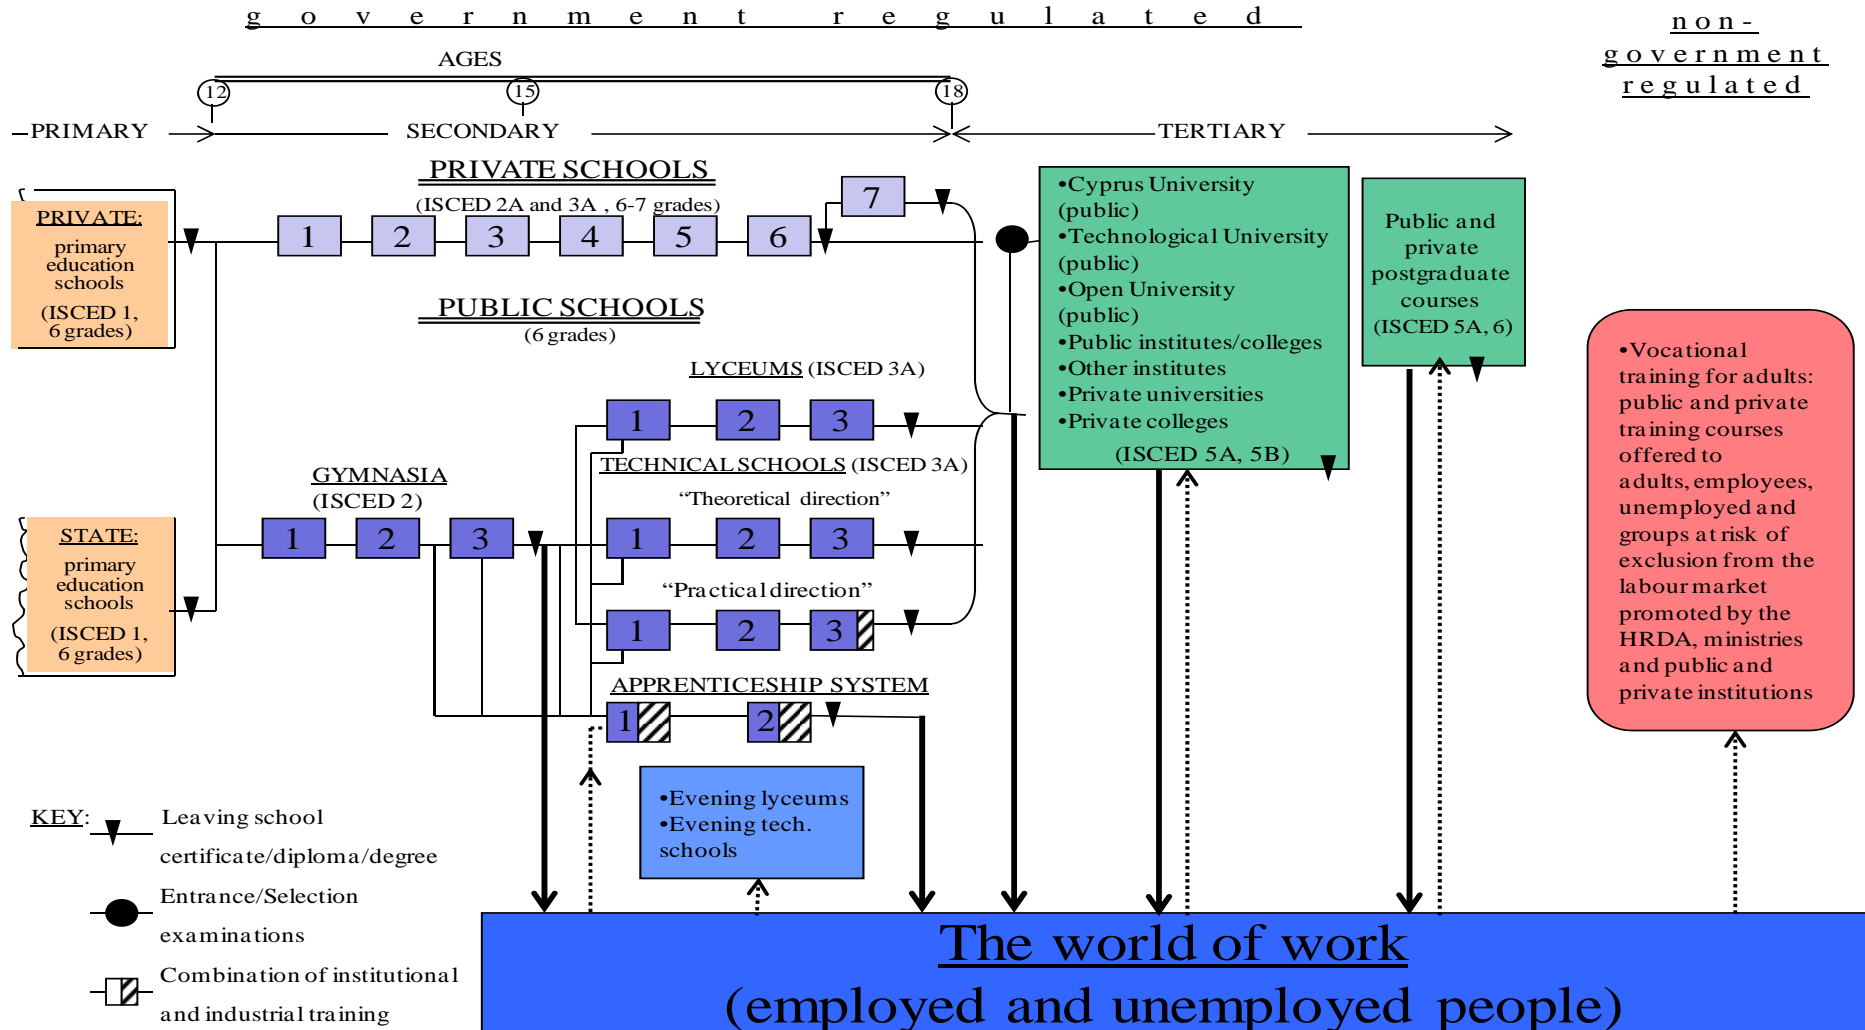 g o v e r n m e n t   r e g u l a t e d
non-
government
regulated
AGES
12
15
18
PRIMARY
SECONDARY
TERTIARY
PRIVATE SCHOOLS
(ISCED 2A and 3A , 6-7 grades)
7
1 2 3 4 5 6
PRIVATE:
primary
education
schools
(ISCED 1,
6 grades)
PUBLIC SCHOOLS
(6 grades)
LYCEUMS (ISCED 3A)
1 2 3
TECHNICAL SCHOOLS (ISCED 3A)
GYMNASIA
(ISCED 2)
1 2 3
“Theoretical direction”
1 2 3
“Practical direction”
1 2 3
APPRENTICESHIP SYSTEM
1 2
STATE:
primary
education
schools
(ISCED 1,
6 grades)
•Cyprus University
(public)
•Technological University
(public)
•Open University
(public)
•Public institutes/colleges
•Other institutes
•Private universities
•Private colleges
(ISCED 5A, 5B)
Public and
private
postgraduate
courses
(ISCED 5A, 6)
•Vocational
training for adults:
public and private
training courses
offered to
adults, employees,
unemployed and
groups at risk of
exclusion from the
labour market
promoted by the
HRDA, ministries
and public and
private institutions
•Evening lyceums
•Evening tech.
schools
KEY:
Leaving school
certificate/diploma/degree
Entrance/Selection
examinations
Combination of institutional
and industrial training
The world of work
(employed and unemployed people)